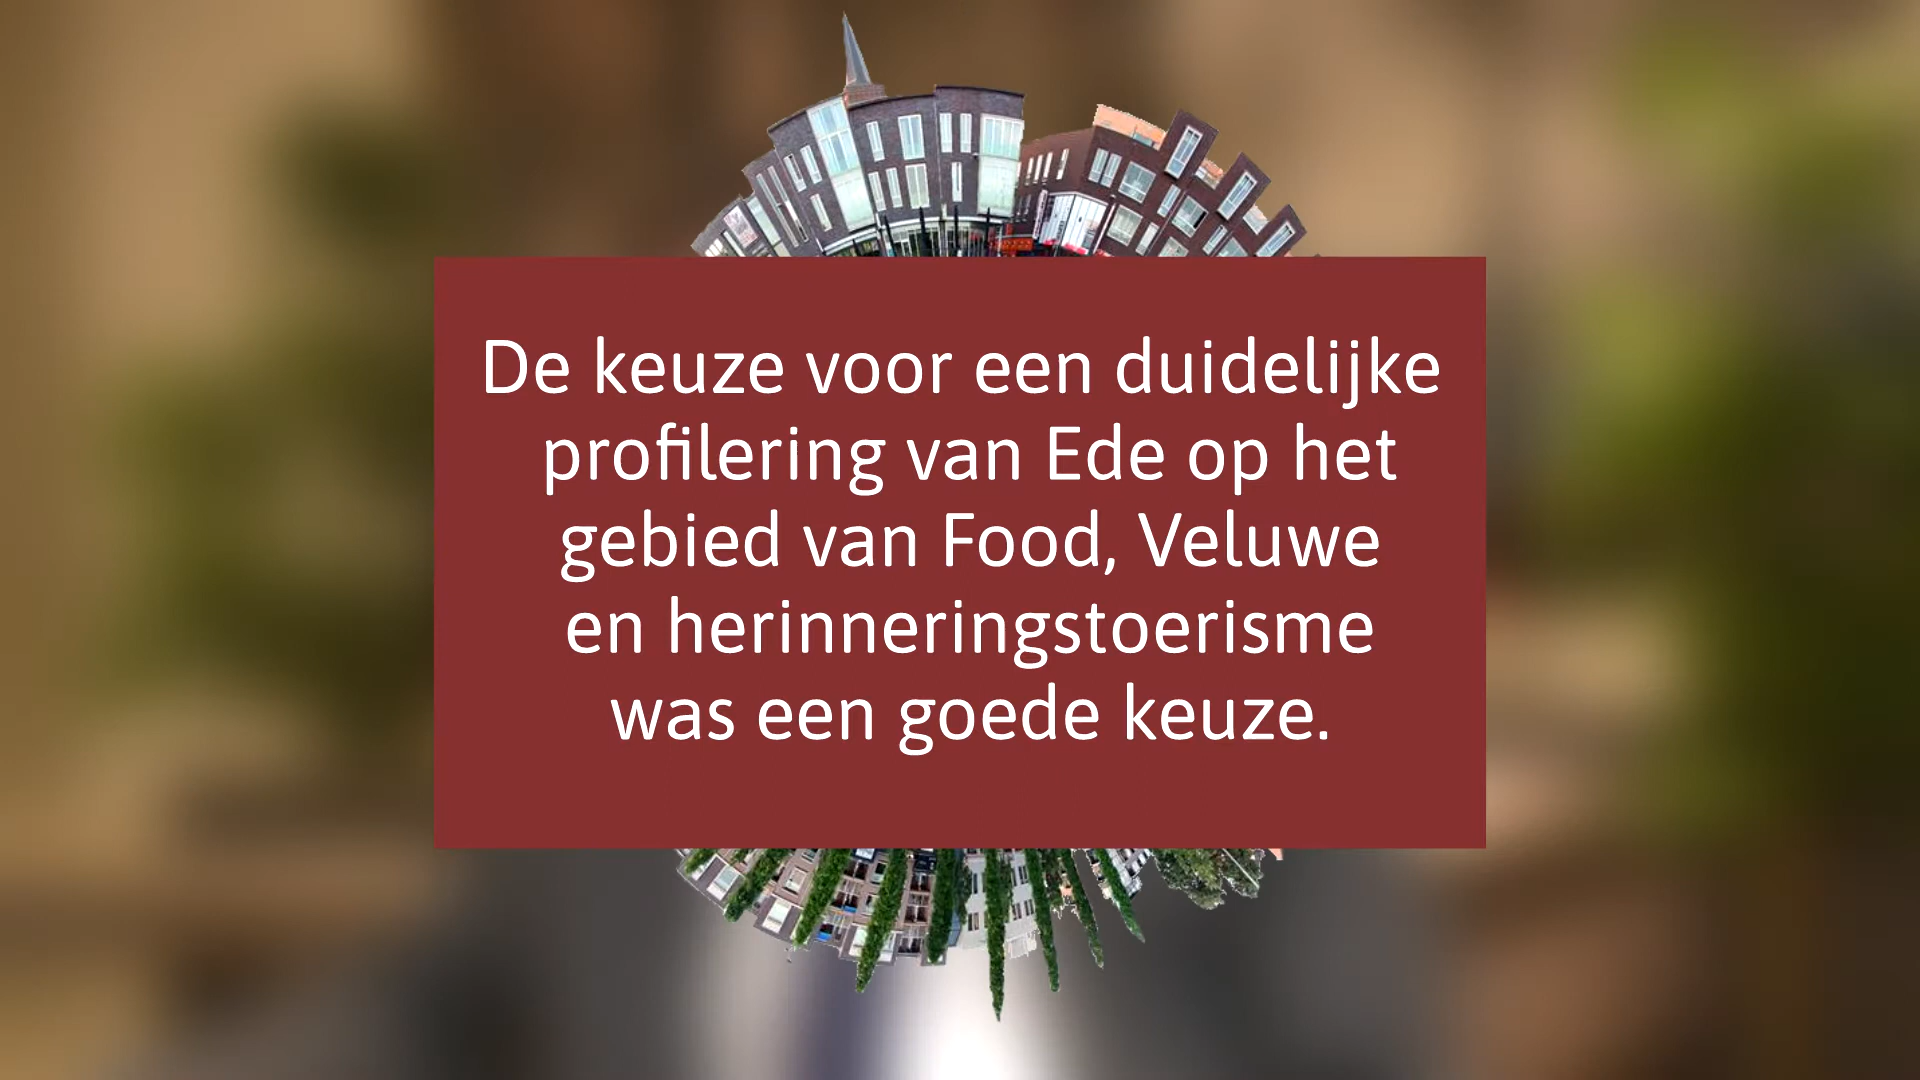 De keuze voor een duidelijke
profilering van Ede op het
gebied van Food, Veluwe
en herinneringstoerisme
was een goede keuze.